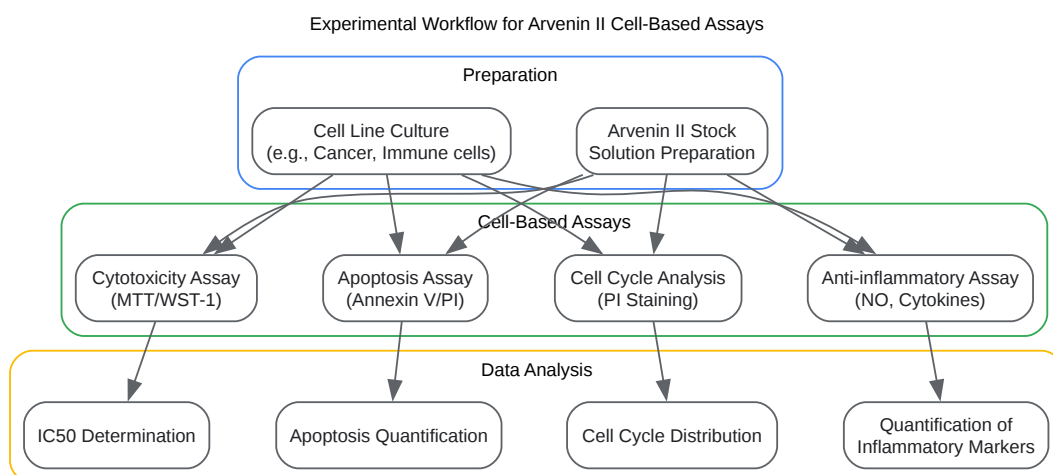 Experimental Workflow for Arvenin II Cell-Based Assays
Preparation
Cell Line Culture
(e.g., Cancer, Immune cells)
Arvenin II Stock
Solution Preparation
Cell-Based Assays
Cytotoxicity Assay
(MTT/WST-1)
Apoptosis Assay
(Annexin V/PI)
Cell Cycle Analysis
(PI Staining)
Anti-inflammatory Assay
(NO, Cytokines)
Data Analysis
IC50 Determination
Apoptosis Quantification
Cell Cycle Distribution
Quantification of
Inflammatory Markers